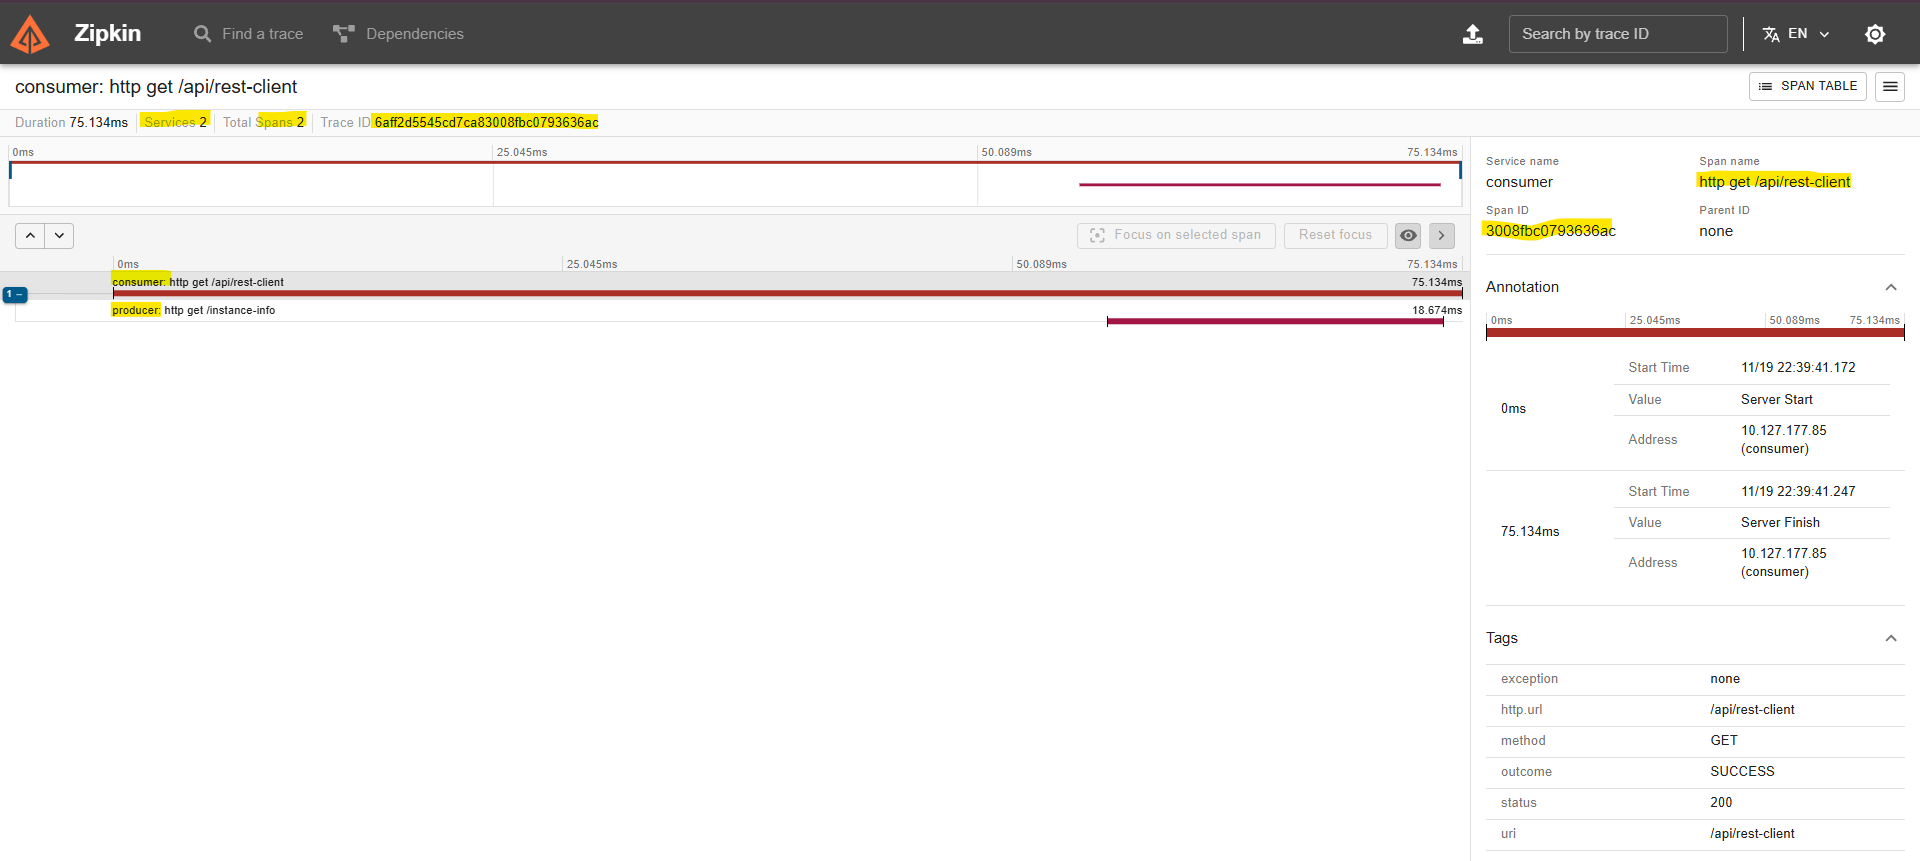 Zipkin Find a trace Dependencies Search by trace ID EN
consumer: http get /api/rest-client SPAN TABLE
Duration 75.134ms Services 2 Total Spans 2 Trace ID 6aff2d5545cd7ca83008fbc0793636ac
0ms 25.045ms 50.089ms 75.134ms
Focus on selected span Reset focus
0ms 25.045ms 50.089ms 75.134ms
consumer: http get /api/rest-client 75.134ms
1 –
producer: http get /instance-info 18.674ms
Service name Span name
consumer http get /api/rest-client
Span ID Parent ID
3008fbc0793636ac none
Annotation
0ms 25.045ms 50.089ms 75.134ms
Start Time 11/19 22:39:41.172
Value Server Start
0ms
Address 10.127.177.85
(consumer)
Start Time 11/19 22:39:41.247
Value Server Finish
75.134ms
Address 10.127.177.85
(consumer)
Tags
exception none
http.url /api/rest-client
method GET
outcome SUCCESS
status 200
uri /api/rest-client